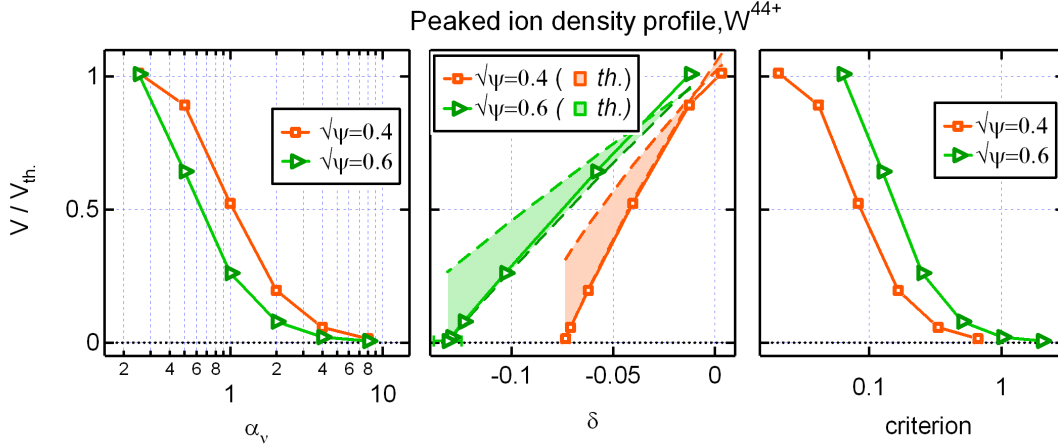 Peaked ion density profile,W⁴⁴⁺
V / V_th.
1
0.5
0
√ψ=0.4
√ψ=0.6
2 4 6 8 2 4 6 8
1 10
α_ν
√ψ=0.4 ( th.)
√ψ=0.6 ( th.)
-0.1 -0.05 0
δ
√ψ=0.4
√ψ=0.6
0.1 1
criterion